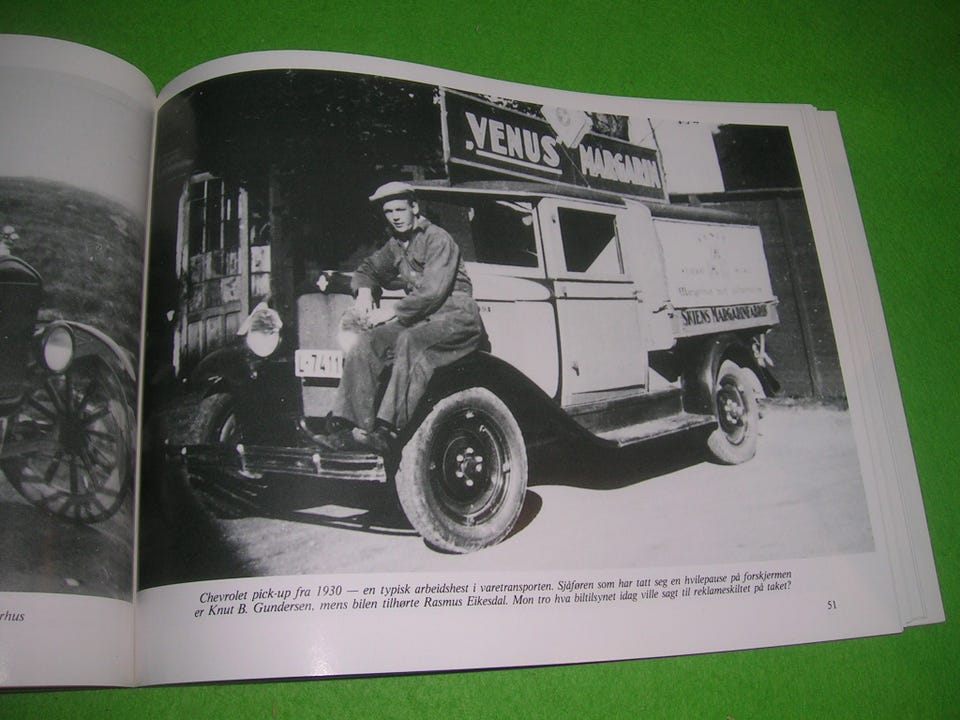 VENUS MARGARIN
L-7411
SKIENS MARGARINFABRIK
Chevrolet pick-up fra 1930 — en typisk arbeidshest i varetransporten. Sjåføren som har tatt seg en hvilepause på forskjermen
er Knut B. Gundersen, mens bilen tilhørte Rasmus Eikesdal. Mon tro hva biltilsynet idag ville sagt til reklameskiltet på taket?
51
rhus